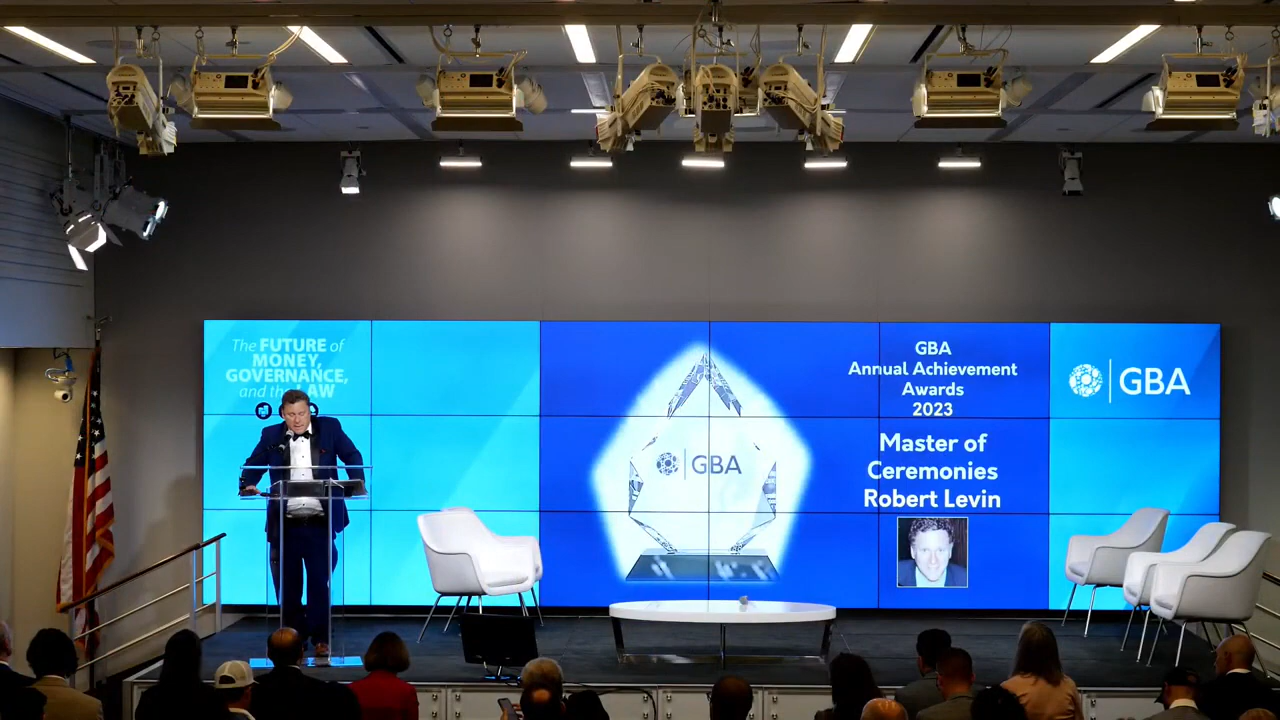 The FUTURE of
MONEY,
GOVERNANCE,
and the LAW
GBA
GBA
Annual Achievement
Awards
2023
Master of
Ceremonies
Robert Levin
GBA